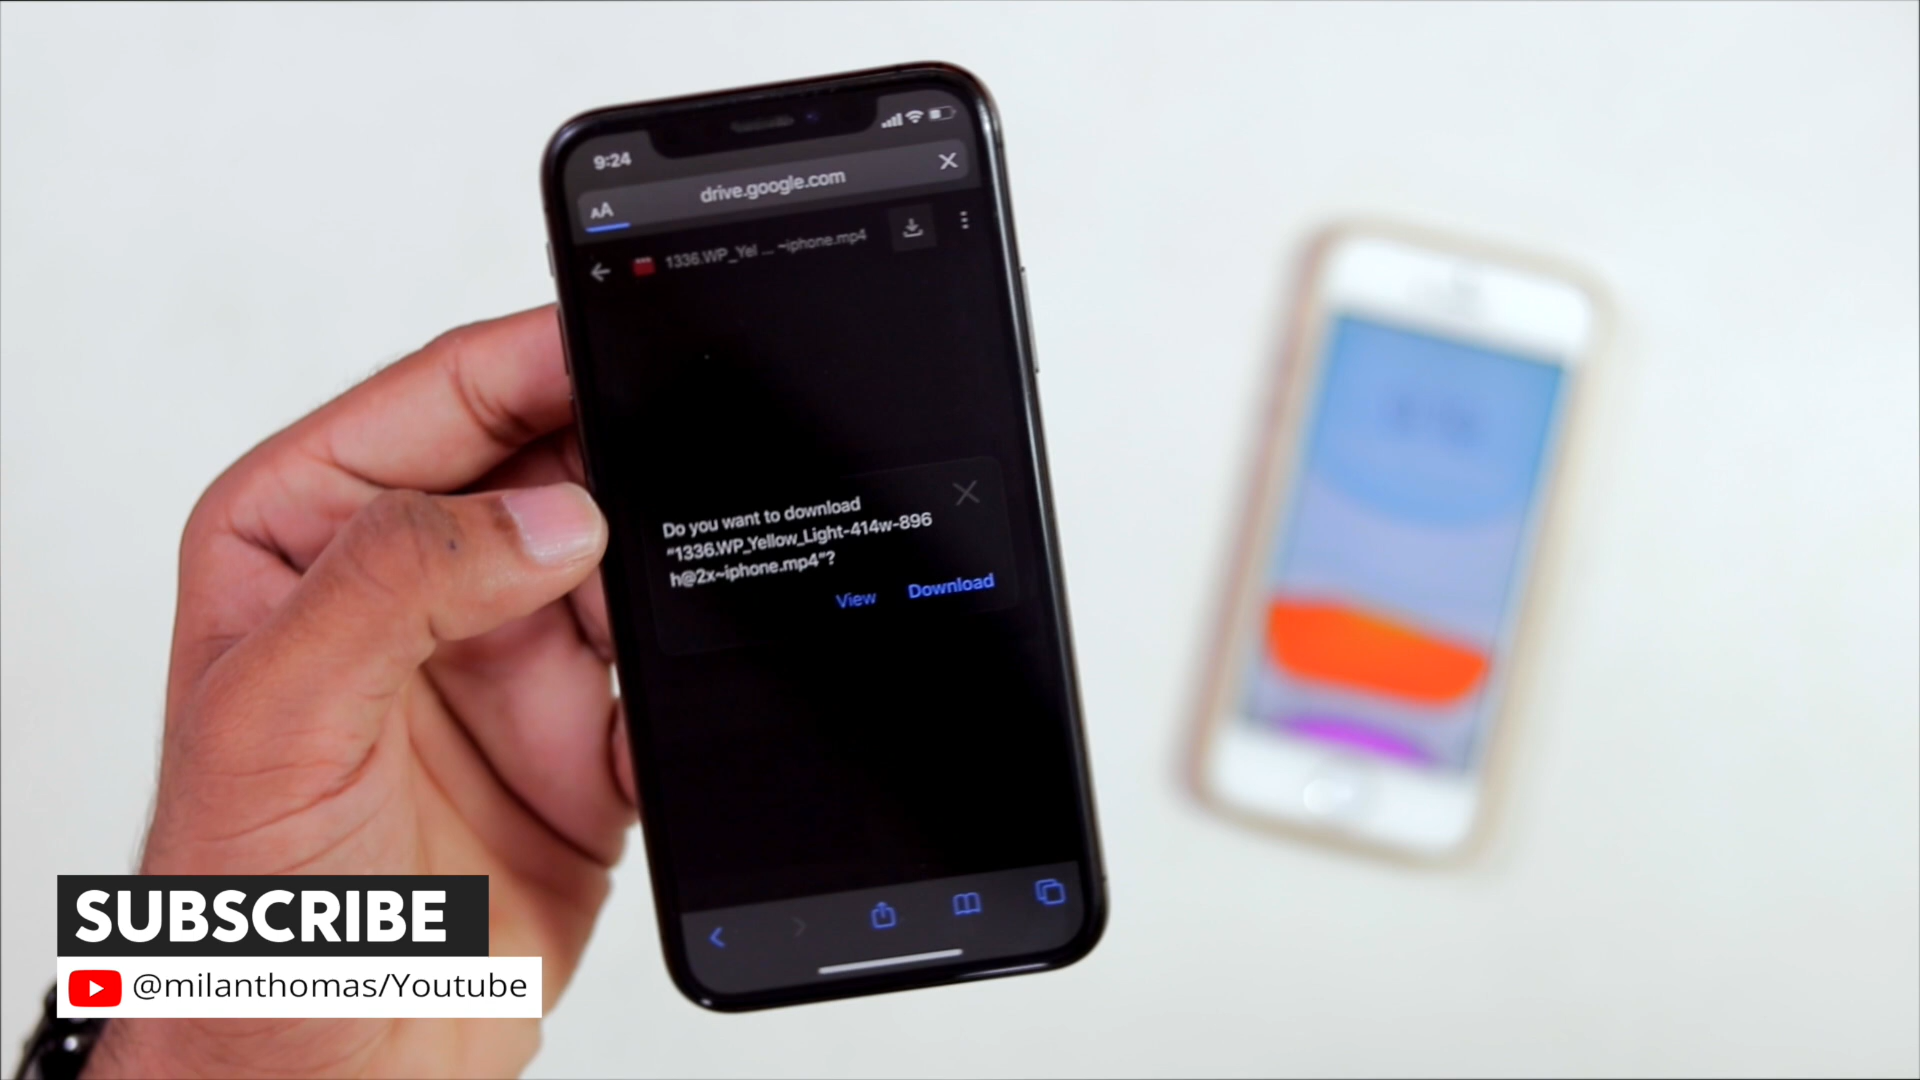 9:24
AA drive.google.com
1336.WP_Yel ... ~iphone.mp4
Do you want to download
"1336.WP_Yellow_Light-414w-896
h@2x~iphone.mp4"?
View Download
SUBSCRIBE
@milanthomas/Youtube